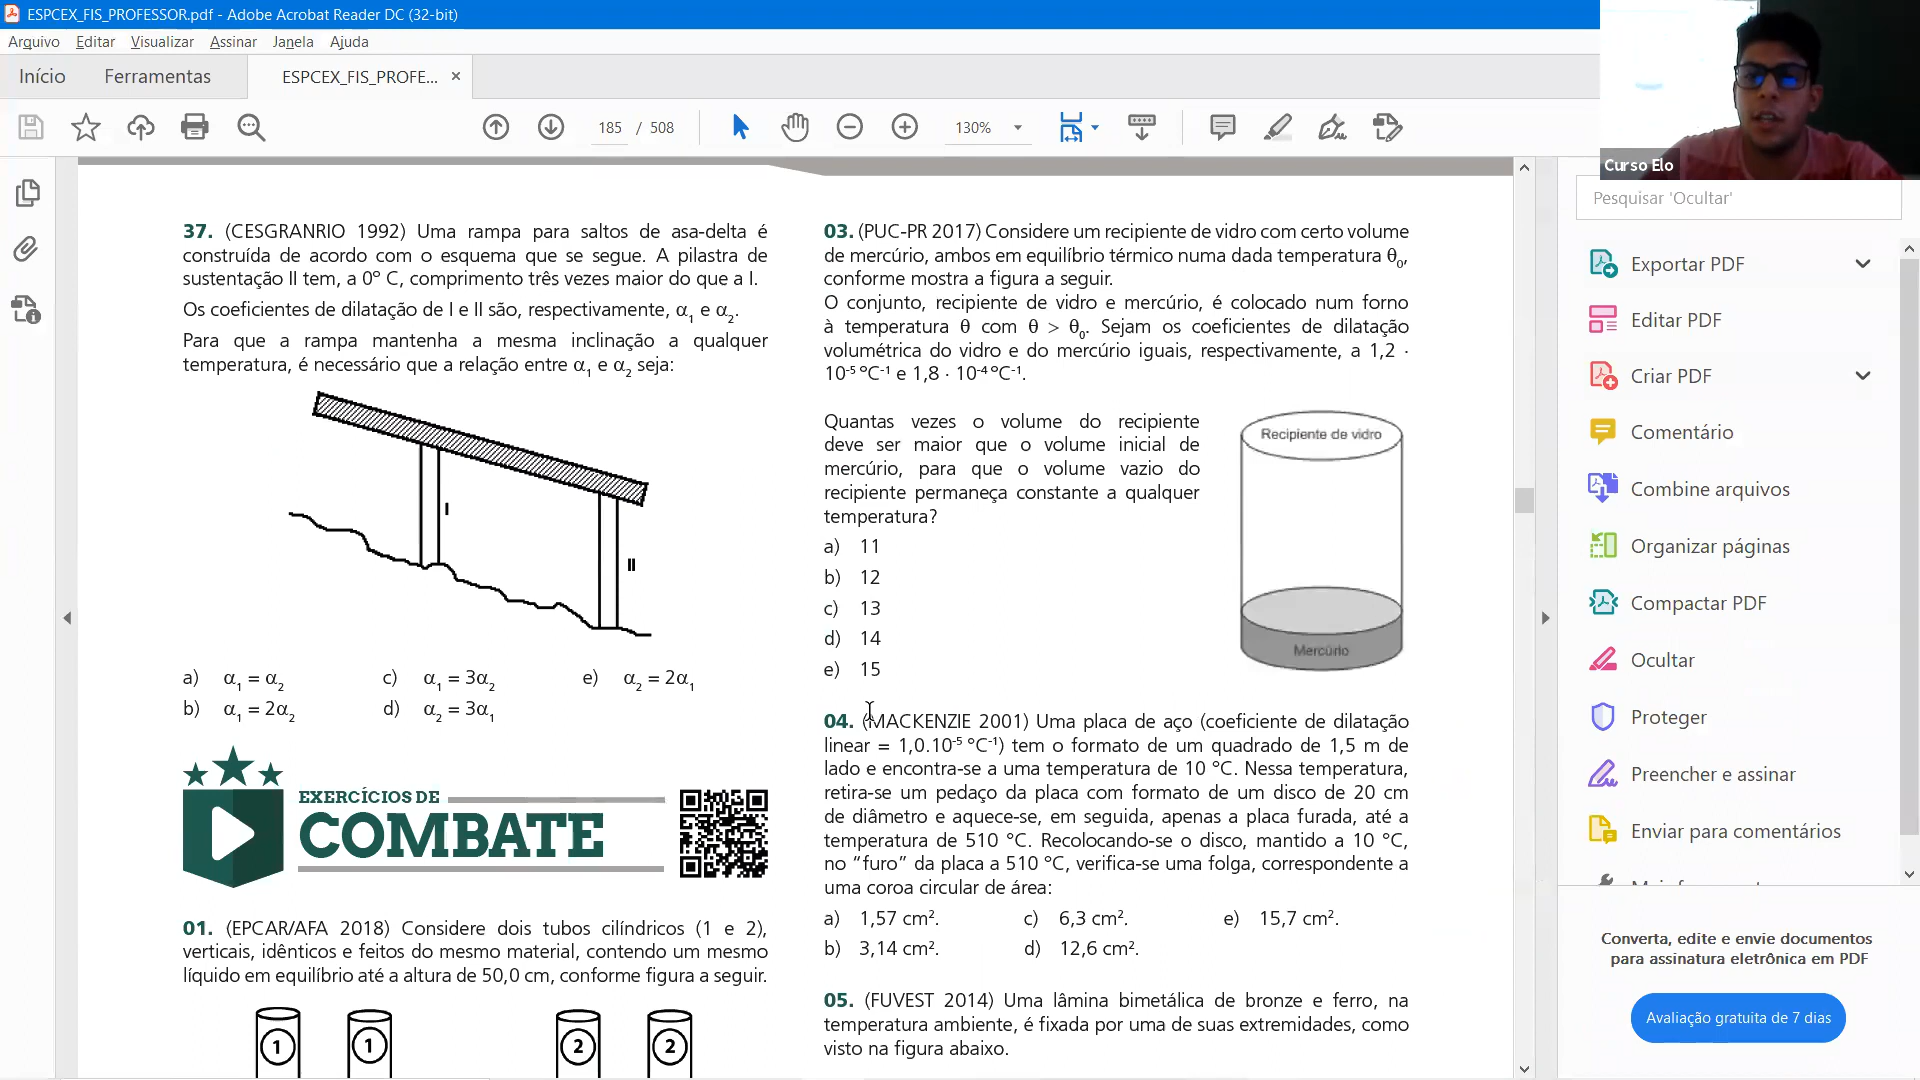 ESPCEX_FIS_PROFESSOR.pdf - Adobe Acrobat Reader DC (32-bit)
Arquivo Editar Visualizar Assinar Janela Ajuda
Início Ferramentas ESPCEX_FIS_PROFE... ×
185 / 508 130%
Curso Elo
37. (CESGRANRIO 1992) Uma rampa para saltos de asa-delta é
construída de acordo com o esquema que se segue. A pilastra de
sustentação II tem, a 0º C, comprimento três vezes maior do que a I.
Os coeficientes de dilatação de I e II são, respectivamente, α₁ e α₂.
Para que a rampa mantenha a mesma inclinação a qualquer
temperatura, é necessário que a relação entre α₁ e α₂ seja:
I
II
a) α₁ = α₂ c) α₁ = 3α₂ e) α₂ = 2α₁
b) α₁ = 2α₂ d) α₂ = 3α₁
EXERCÍCIOS DE
COMBATE
01. (EPCAR/AFA 2018) Considere dois tubos cilíndricos (1 e 2),
verticais, idênticos e feitos do mesmo material, contendo um mesmo
líquido em equilíbrio até a altura de 50,0 cm, conforme figura a seguir.
1 1 2 2
03. (PUC-PR 2017) Considere um recipiente de vidro com certo volume
de mercúrio, ambos em equilíbrio térmico numa dada temperatura θ₀,
conforme mostra a figura a seguir.
O conjunto, recipiente de vidro e mercúrio, é colocado num forno
à temperatura θ com θ > θ₀. Sejam os coeficientes de dilatação
volumétrica do vidro e do mercúrio iguais, respectivamente, a 1,2 ·
10⁻⁵ ºC⁻¹ e 1,8 · 10⁻⁴ ºC⁻¹.
Quantas vezes o volume do recipiente
deve ser maior que o volume inicial de
mercúrio, para que o volume vazio do
recipiente permaneça constante a qualquer
temperatura?
a) 11
b) 12
c) 13
d) 14
e) 15
Recipiente de vidro
Mercúrio
04. (MACKENZIE 2001) Uma placa de aço (coeficiente de dilatação
linear = 1,0.10⁻⁵ °C⁻¹) tem o formato de um quadrado de 1,5 m de
lado e encontra-se a uma temperatura de 10 °C. Nessa temperatura,
retira-se um pedaço da placa com formato de um disco de 20 cm
de diâmetro e aquece-se, em seguida, apenas a placa furada, até a
temperatura de 510 °C. Recolocando-se o disco, mantido a 10 °C,
no “furo” da placa a 510 °C, verifica-se uma folga, correspondente a
uma coroa circular de área:
a) 1,57 cm². c) 6,3 cm². e) 15,7 cm².
b) 3,14 cm². d) 12,6 cm².
05. (FUVEST 2014) Uma lâmina bimetálica de bronze e ferro, na
temperatura ambiente, é fixada por uma de suas extremidades, como
visto na figura abaixo.
Pesquisar 'Ocultar'
Exportar PDF
Editar PDF
Criar PDF
Comentário
Combine arquivos
Organizar páginas
Compactar PDF
Ocultar
Proteger
Preencher e assinar
Enviar para comentários
Converta, edite e envie documentos
para assinatura eletrônica em PDF
Avaliação gratuita de 7 dias